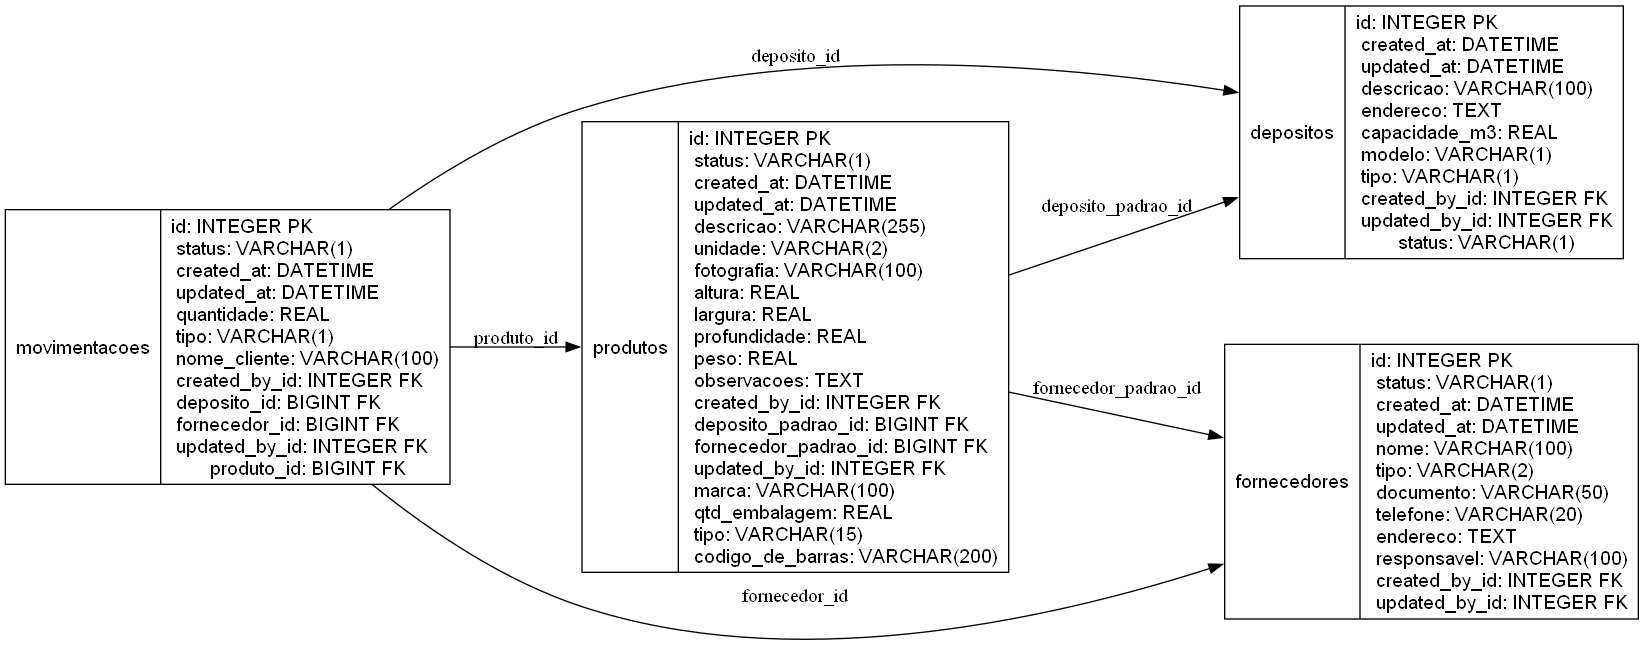 movimentacoes
id: INTEGER PK
status: VARCHAR(1)
created_at: DATETIME
updated_at: DATETIME
quantidade: REAL
tipo: VARCHAR(1)
nome_cliente: VARCHAR(100)
created_by_id: INTEGER FK
deposito_id: BIGINT FK
fornecedor_id: BIGINT FK
updated_by_id: INTEGER FK
produto_id: BIGINT FK
deposito_id
produto_id
fornecedor_id
produtos
id: INTEGER PK
status: VARCHAR(1)
created_at: DATETIME
updated_at: DATETIME
descricao: VARCHAR(255)
unidade: VARCHAR(2)
fotografia: VARCHAR(100)
altura: REAL
largura: REAL
profundidade: REAL
peso: REAL
observacoes: TEXT
created_by_id: INTEGER FK
deposito_padrao_id: BIGINT FK
fornecedor_padrao_id: BIGINT FK
updated_by_id: INTEGER FK
marca: VARCHAR(100)
qtd_embalagem: REAL
tipo: VARCHAR(15)
codigo_de_barras: VARCHAR(200)
deposito_padrao_id
fornecedor_padrao_id
depositos
id: INTEGER PK
created_at: DATETIME
updated_at: DATETIME
descricao: VARCHAR(100)
endereco: TEXT
capacidade_m3: REAL
modelo: VARCHAR(1)
tipo: VARCHAR(1)
created_by_id: INTEGER FK
updated_by_id: INTEGER FK
status: VARCHAR(1)
fornecedores
id: INTEGER PK
status: VARCHAR(1)
created_at: DATETIME
updated_at: DATETIME
nome: VARCHAR(100)
tipo: VARCHAR(2)
documento: VARCHAR(50)
telefone: VARCHAR(20)
endereco: TEXT
responsavel: VARCHAR(100)
created_by_id: INTEGER FK
updated_by_id: INTEGER FK